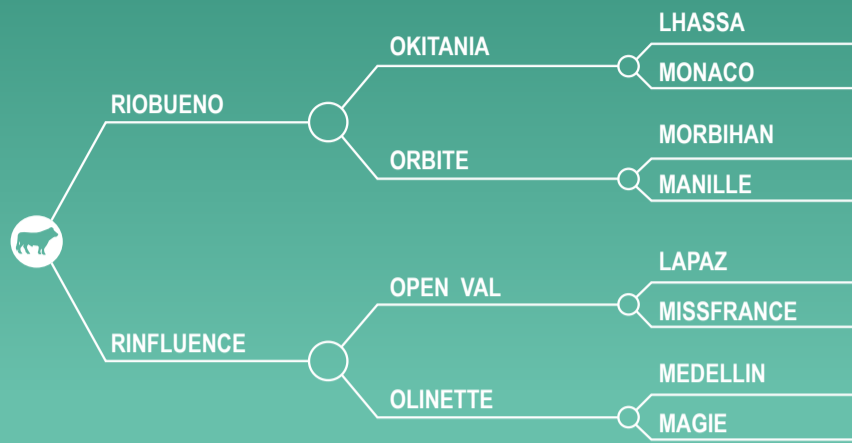 LHASSA
OKITANIA
MONACO
RIOBUENO
MORBIHAN
ORBITE
MANILLE
LAPAZ
OPEN VAL
MISSFRANCE
RINFLUENCE
MEDELLIN
OLINETTE
MAGIE